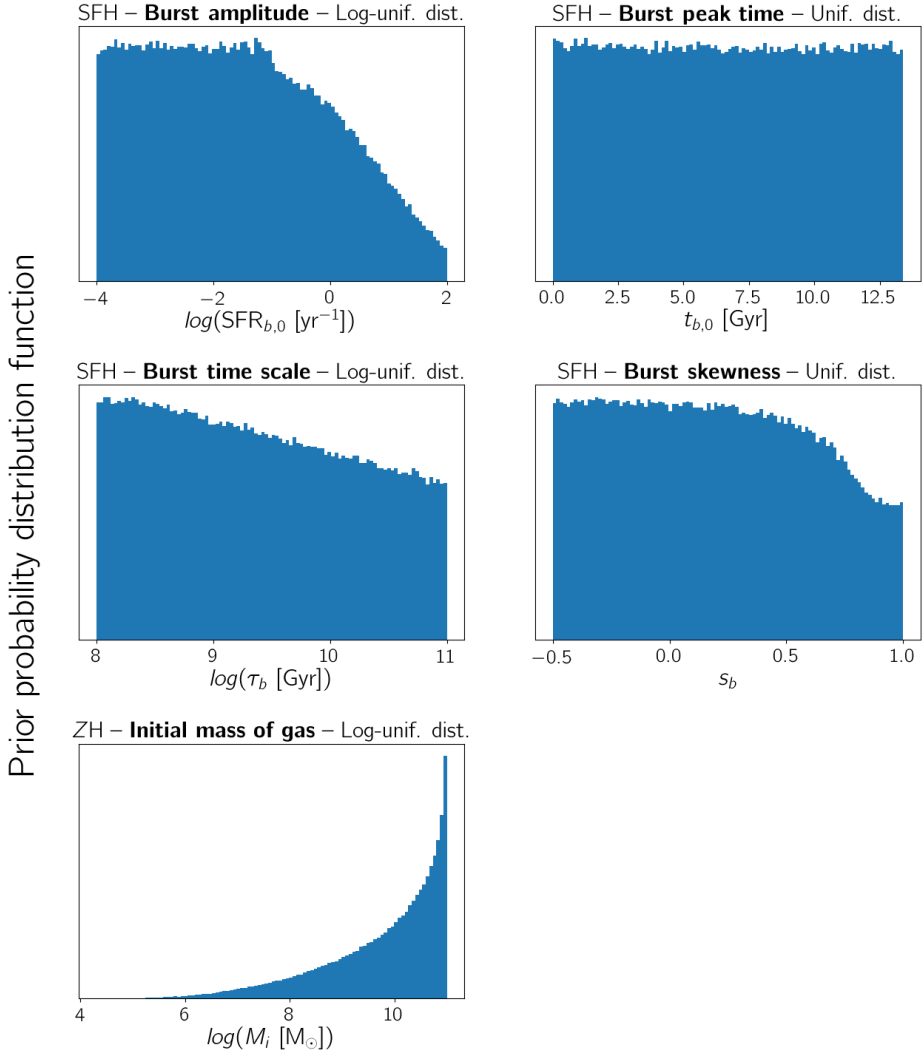 SFH – Burst amplitude – Log-unif. dist.
−4 −2 0 2
log(SFR_{b,0} [yr^{−1}])
SFH – Burst peak time – Unif. dist.
0.0 2.5 5.0 7.5 10.0 12.5
t_{b,0} [Gyr]
Prior probability distribution function
SFH – Burst time scale – Log-unif. dist.
8 9 10 11
log(τ_b [Gyr])
SFH – Burst skewness – Unif. dist.
−0.5 0.0 0.5 1.0
s_b
ZH – Initial mass of gas – Log-unif. dist.
4 6 8 10
log(M_i [M_⊙])